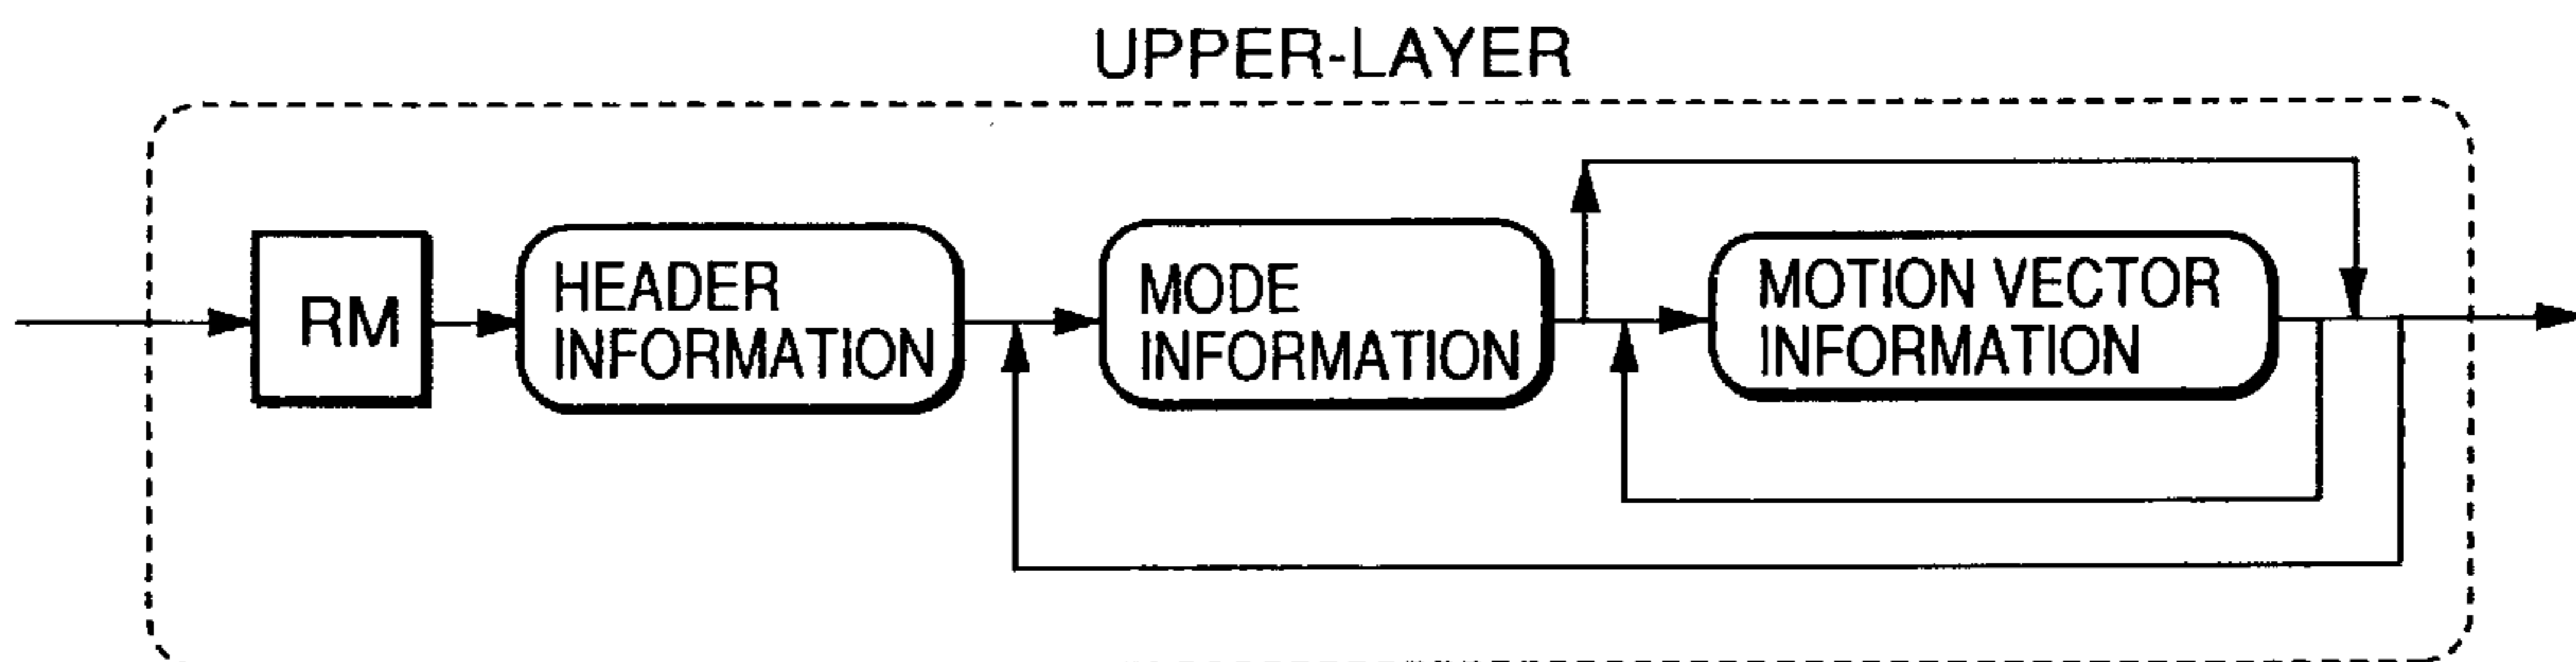 UPPER-LAYER
RM
HEADER
INFORMATION
MODE
INFORMATION
MOTION VECTOR
INFORMATION